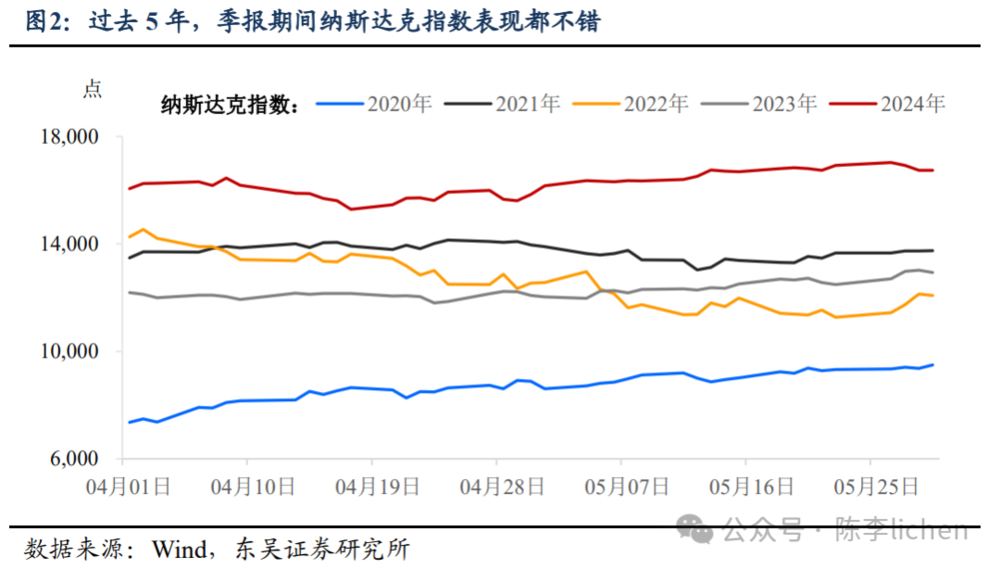 图2：过去 5 年，季报期间纳斯达克指数表现都不错
点
纳斯达克指数： 2020年 2021年 2022年 2023年 2024年
18,000
14,000
10,000
6,000
04月01日 04月10日 04月19日 04月28日 05月07日 05月16日 05月25日
公众号 · 陈李lichen
数据来源：Wind，东吴证券研究所